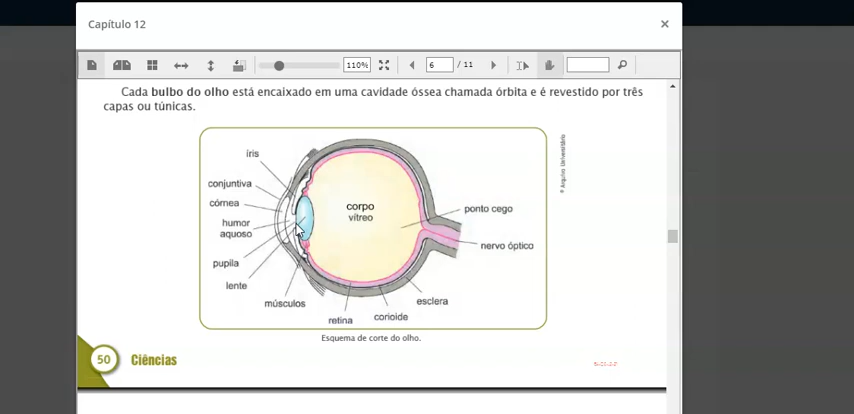 Capítulo 12
×
110%
6
/ 11
Cada bulbo do olho está encaixado em uma cavidade óssea chamada órbita e é revestido por três
capas ou túnicas.
íris
conjuntiva
córnea
humor
aquoso
pupila
lente
músculos
retina
corioide
esclera
nervo óptico
ponto cego
corpo
vítreo
© Arquivo Universitário
Esquema de corte do olho.
50 Ciências